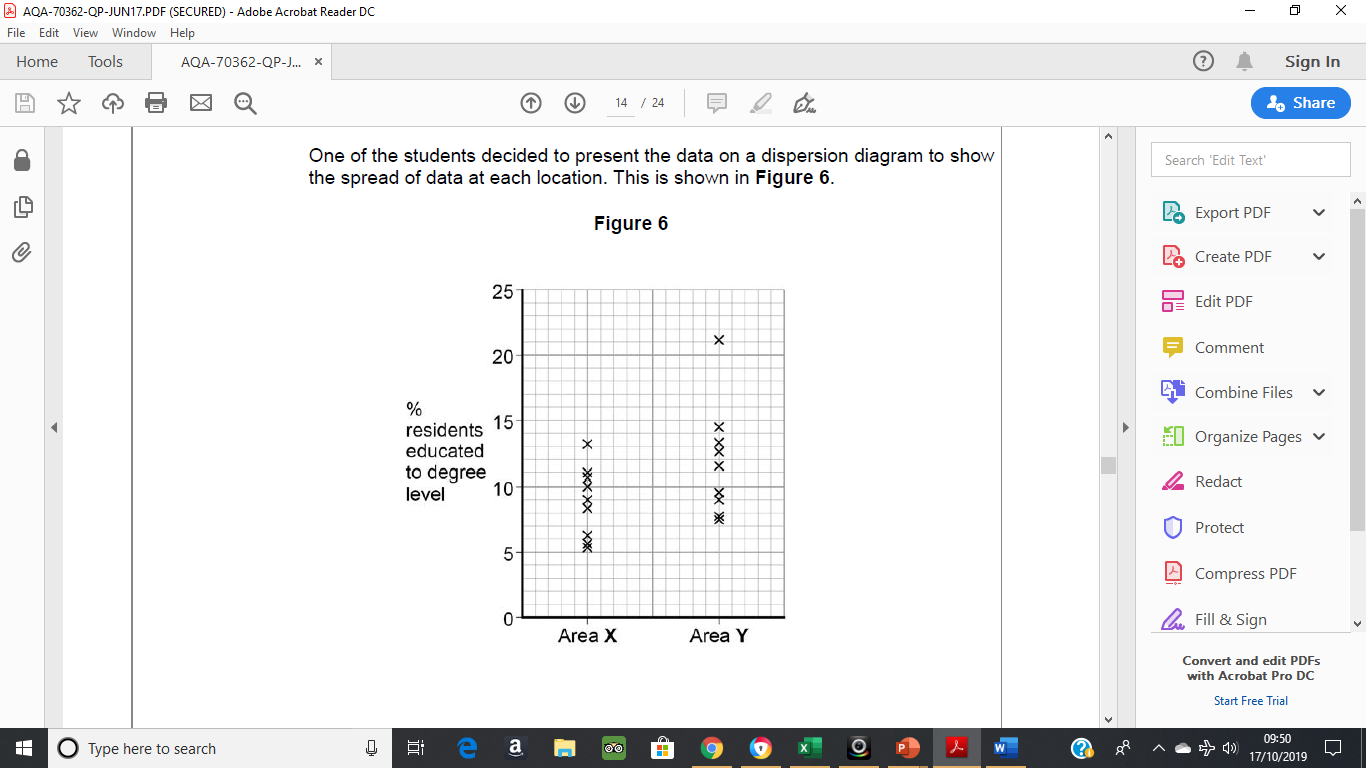 AQA-70362-QP-JUN17.PDF (SECURED) - Adobe Acrobat Reader DC
File Edit View Window Help
Home Tools AQA-70362-QP-J... × ? Sign In
14 / 24 Share
One of the students decided to present the data on a dispersion diagram to show
the spread of data at each location. This is shown in Figure 6.
Figure 6
25
20
15
10
5
0
%
residents
educated
to degree
level
Area X Area Y
Search 'Edit Text'
Export PDF
Create PDF
Edit PDF
Comment
Combine Files
Organize Pages
Redact
Protect
Compress PDF
Fill & Sign
Convert and edit PDFs
with Acrobat Pro DC
Start Free Trial
Type here to search
09:50
17/10/2019